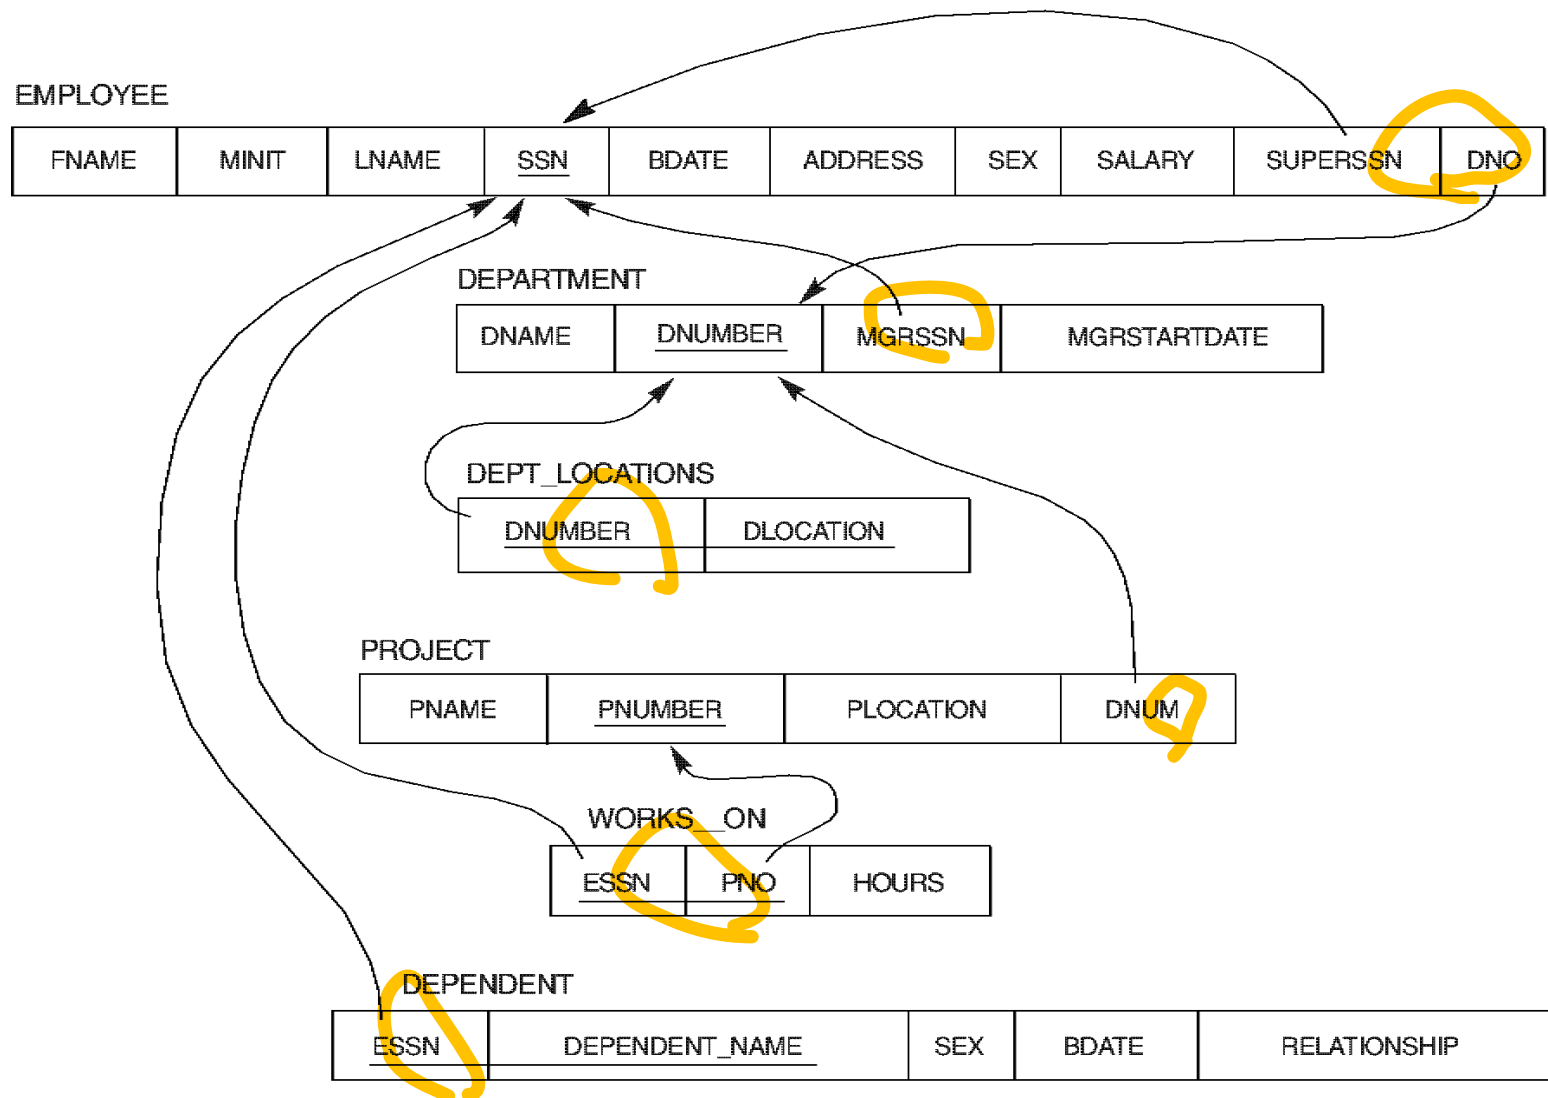 EMPLOYEE
FNAME MINIT LNAME SSN BDATE ADDRESS SEX SALARY SUPERSSN DNO
DEPARTMENT
DNAME DNUMBER MGRSSN MGRSTARTDATE
DEPT_LOCATIONS
DNUMBER DLOCATION
PROJECT
PNAME PNUMBER PLOCATION DNUM
WORKS_ON
ESSN PNO HOURS
DEPENDENT
ESSN DEPENDENT_NAME SEX BDATE RELATIONSHIP